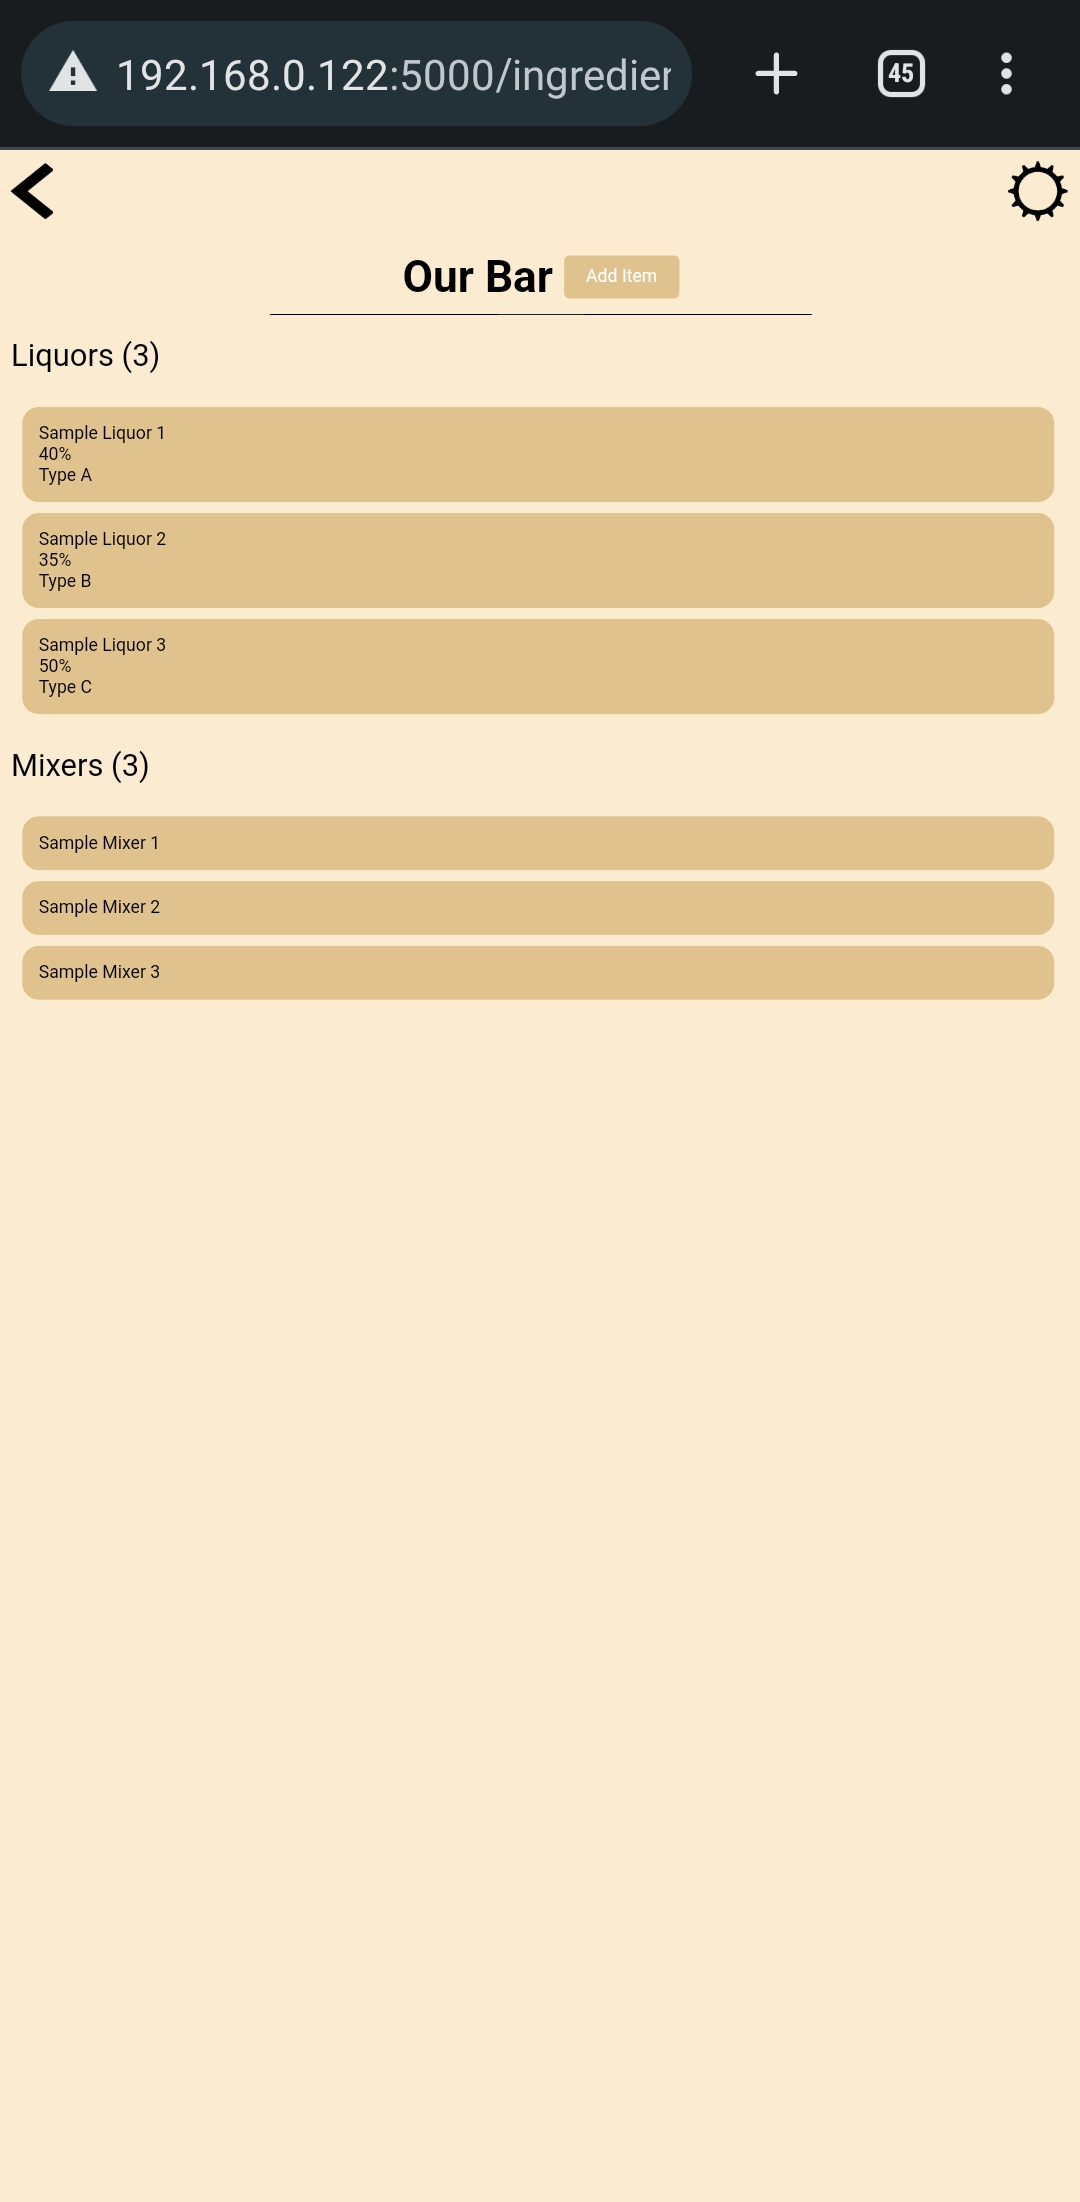 192.168.0.122:5000/ingredien
45
Our Bar
Add Item
Liquors (3)
Sample Liquor 1
40%
Type A
Sample Liquor 2
35%
Type B
Sample Liquor 3
50%
Type C
Mixers (3)
Sample Mixer 1
Sample Mixer 2
Sample Mixer 3